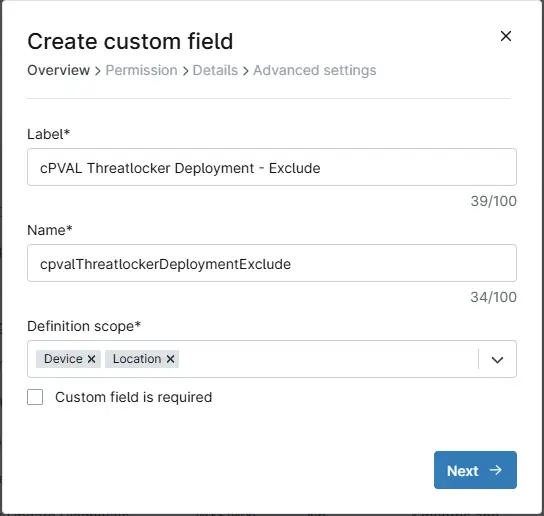 Create custom field
Overview > Permission > Details > Advanced settings
Label*
cPVAL Threatlocker Deployment - Exclude
39/100
Name*
cpvalThreatlockerDeploymentExclude
34/100
Definition scope*
Device × Location ×
Custom field is required
Next →